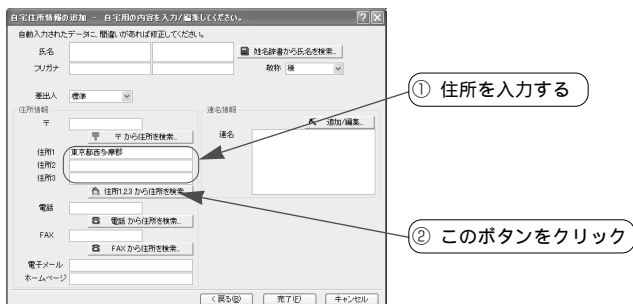 自宅住所情報の追加 － 自宅用の内容を入力/編集してください。
自動入力されたデータに、間違いがあれば修正してください。
氏名
姓名辞書から氏名を検索...
フリガナ
敬称 様
差出人 標準
住所情報
連名情報
〒
追加/編集...
〒から住所を検索...
連名
住所1 東京都西多摩郡
住所2
住所3
住所1,2,3 から住所を検索...
電話
電話 から住所を検索...
FAX
FAX から住所を検索...
電子メール
ホームページ
< 戻る(B)
完了(F)
キャンセル
① 住所を入力する
② このボタンをクリック